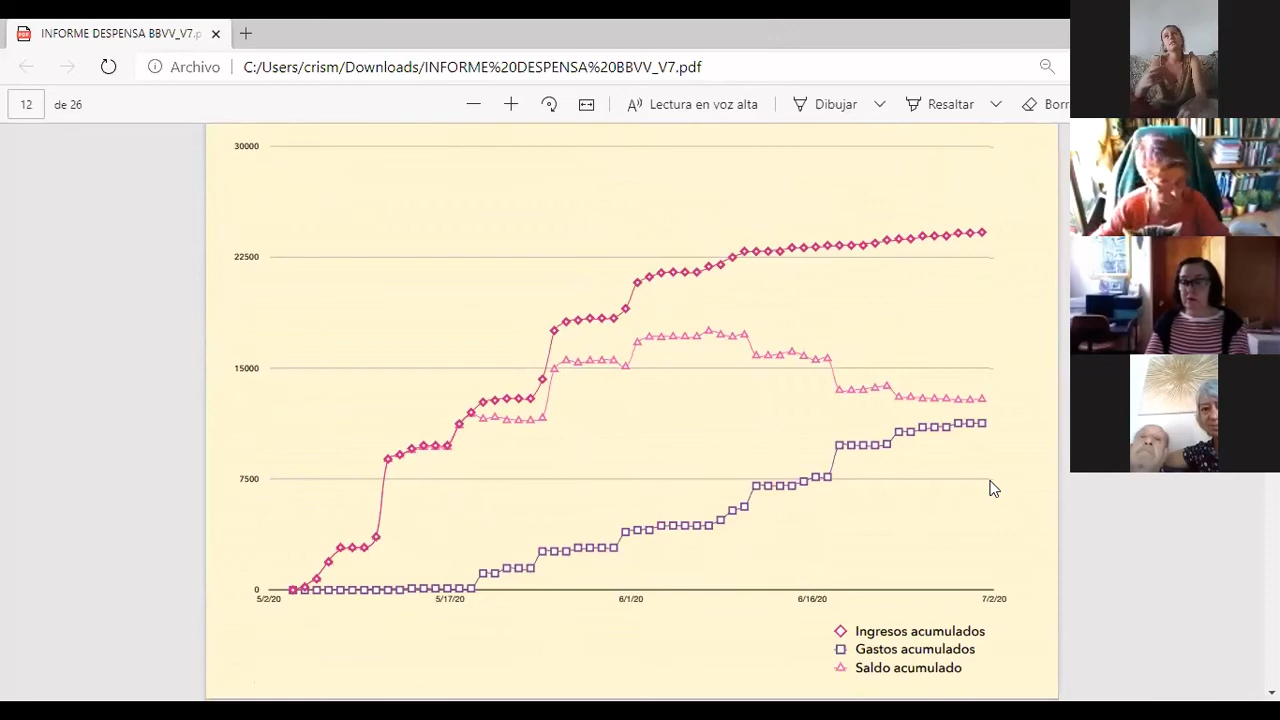 INFORME DESPENSA BBVV_V7.p
Archivo
C:/Users/crism/Downloads/INFORME%20DESPENSA%20BBVV_V7.pdf
12 de 26
Lectura en voz alta
Dibujar
Resaltar
Borr
30000
22500
15000
7500
0
5/2/20 5/17/20 6/1/20 6/16/20 7/2/20
Ingresos acumulados
Gastos acumulados
Saldo acumulado